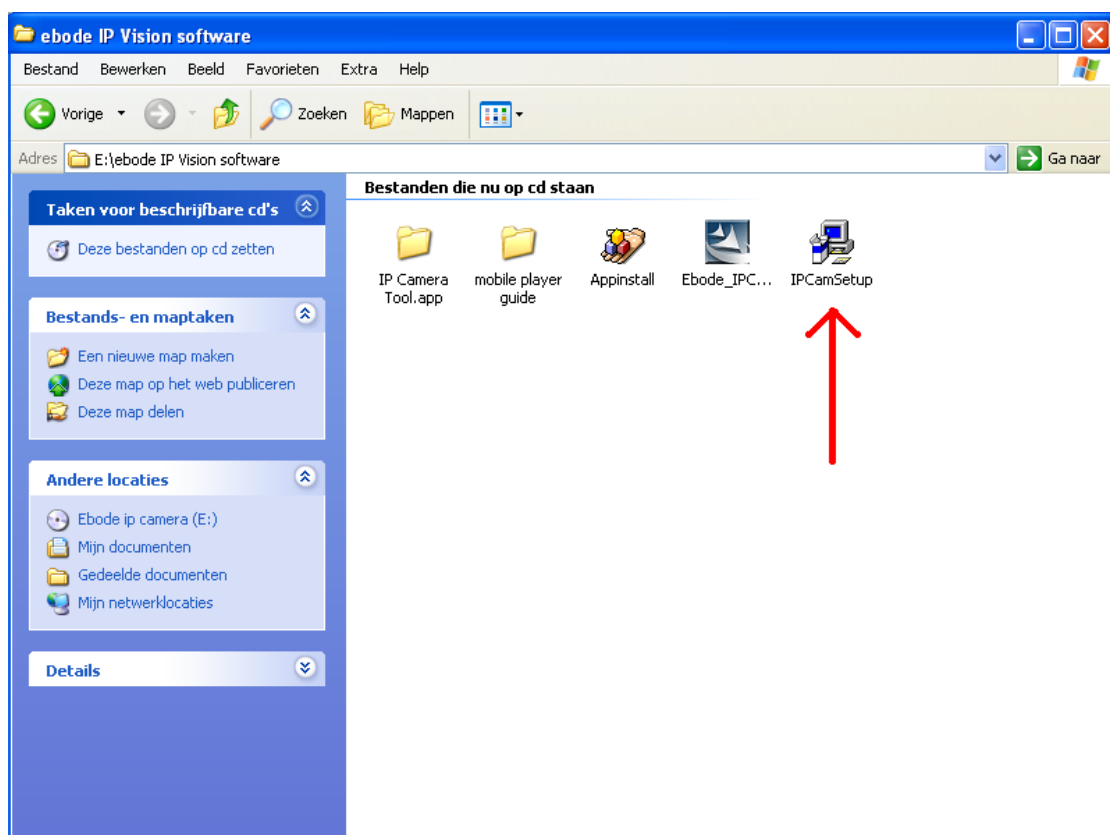 ebode IP Vision software
Bestand Bewerken Beeld Favorieten Extra Help
Vorige Zoeken Mappen
Adres E:\ebode IP Vision software Ga naar
Taken voor beschrijfbare cd's
Deze bestanden op cd zetten
Bestands- en maptaken
Een nieuwe map maken
Deze map op het web publiceren
Deze map delen
Andere locaties
Ebode ip camera (E:)
Mijn documenten
Gedeelde documenten
Mijn netwerklocaties
Details
Bestanden die nu op cd staan
IP Camera Tool.app
mobile player guide
Appinstall
Ebode_IPC...
IPCamSetup